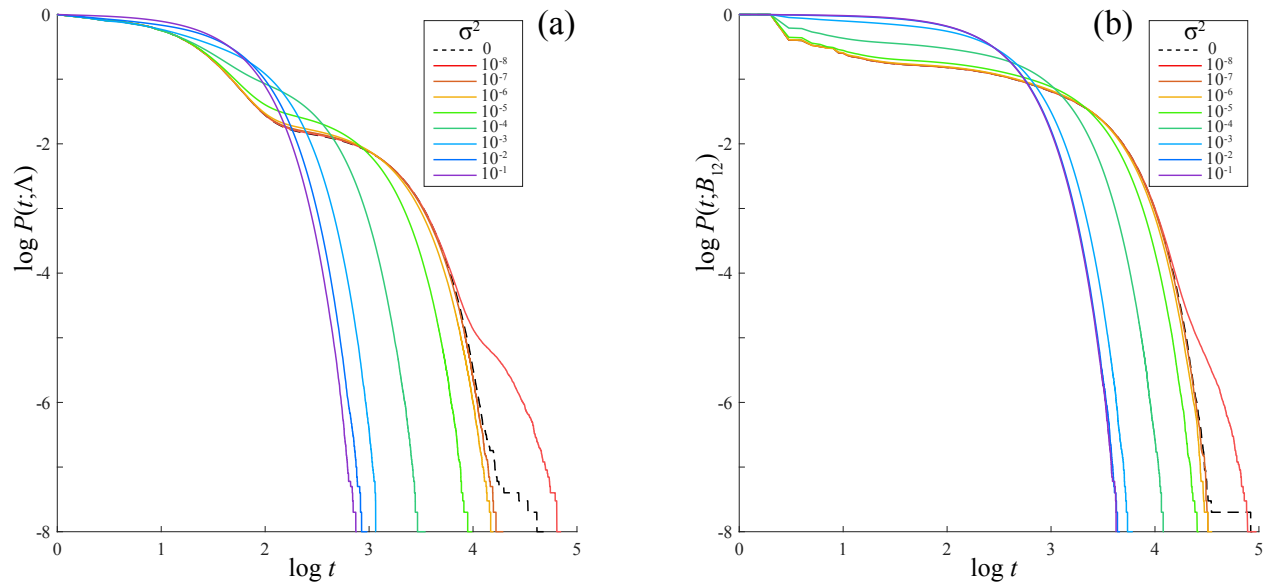 (a)
σ²
0
10⁻⁸
10⁻⁷
10⁻⁶
10⁻⁵
10⁻⁴
10⁻³
10⁻²
10⁻¹
log P(t;Λ)
0
-2
-4
-6
-8
0 1 2 3 4 5
log t
(b)
σ²
0
10⁻⁸
10⁻⁷
10⁻⁶
10⁻⁵
10⁻⁴
10⁻³
10⁻²
10⁻¹
log P(t;B₁₂)
0
-2
-4
-6
-8
0 1 2 3 4 5
log t